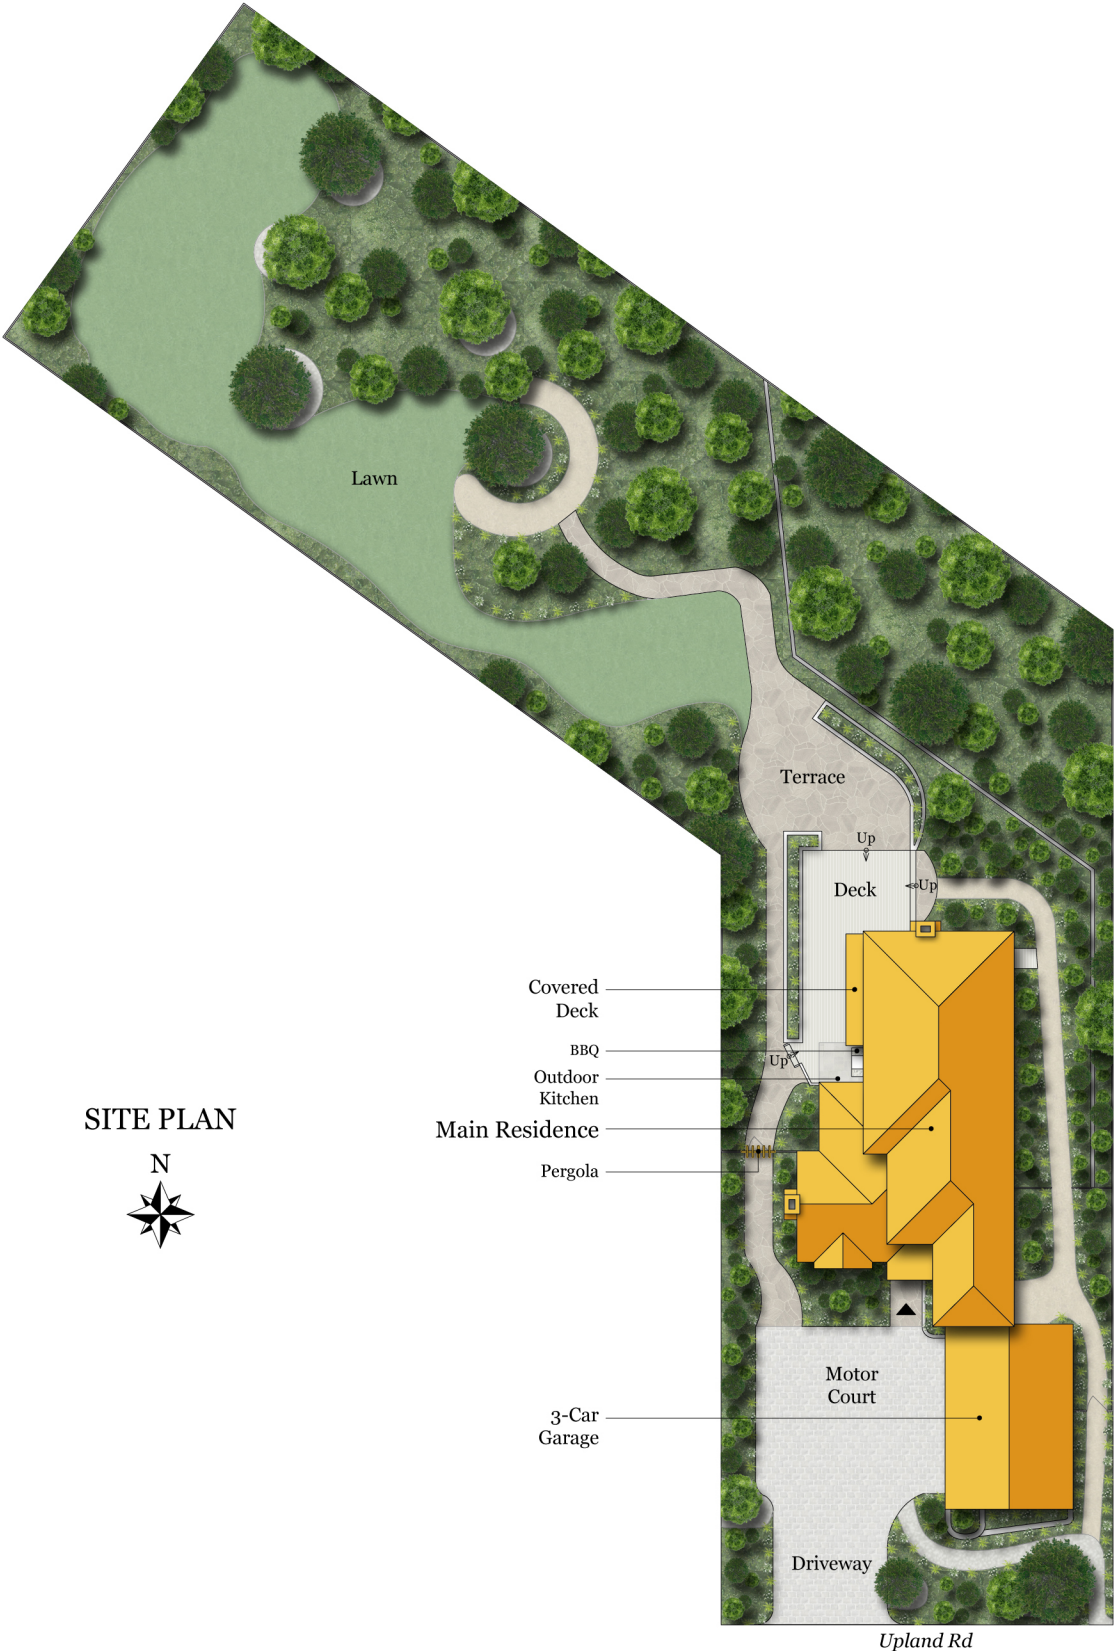 Lawn
Terrace
Up
Deck
Up
Covered
Deck
BBQ
Up
Outdoor
Kitchen
SITE PLAN
Main Residence
N
Pergola
Motor
Court
3-Car
Garage
Driveway
Upland Rd